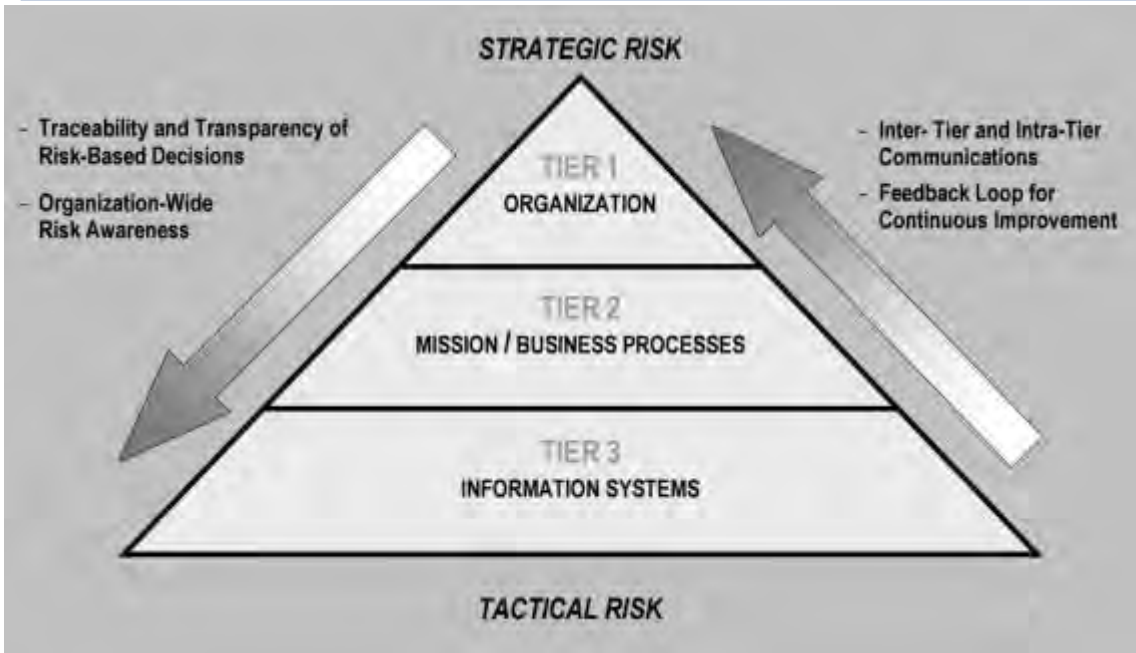 STRATEGIC RISK
– Traceability and Transparency of
Risk-Based Decisions
– Organization-Wide
Risk Awareness
– Inter- Tier and Intra-Tier
Communications
– Feedback Loop for
Continuous Improvement
TIER 1
ORGANIZATION
TIER 2
MISSION / BUSINESS PROCESSES
TIER 3
INFORMATION SYSTEMS
TACTICAL RISK